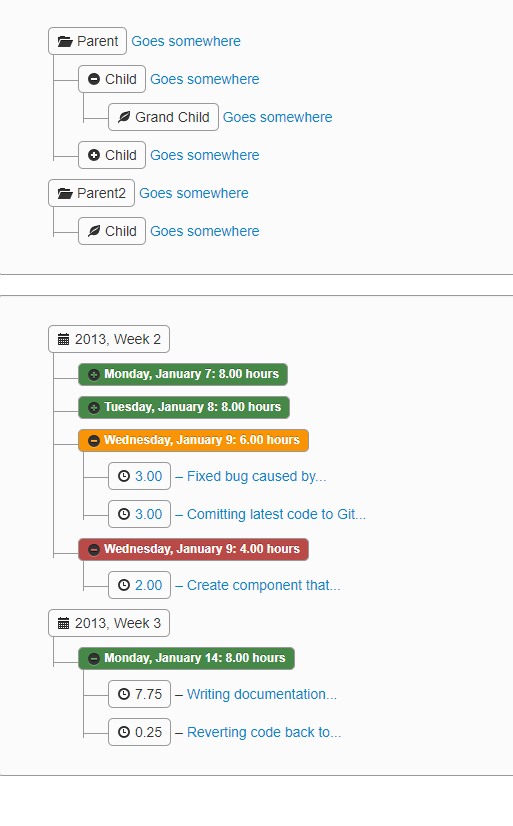 Parent Goes somewhere
Child Goes somewhere
Grand Child Goes somewhere
Child Goes somewhere
Parent2 Goes somewhere
Child Goes somewhere
2013, Week 2
Monday, January 7: 8.00 hours
Tuesday, January 8: 8.00 hours
Wednesday, January 9: 6.00 hours
3.00 – Fixed bug caused by...
3.00 – Comitting latest code to Git...
Wednesday, January 9: 4.00 hours
2.00 – Create component that...
2013, Week 3
Monday, January 14: 8.00 hours
7.75 – Writing documentation...
0.25 – Reverting code back to...